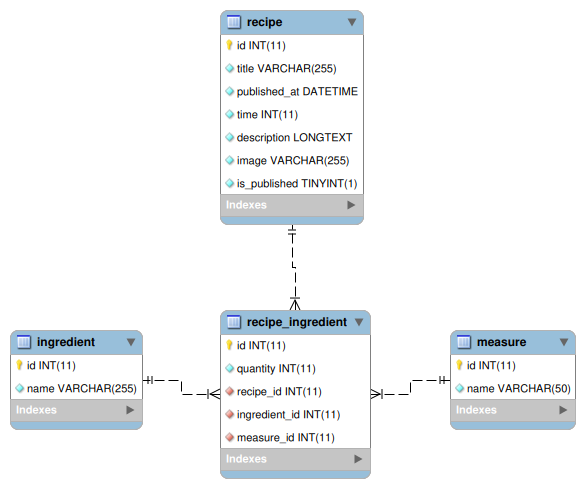 recipe
id INT(11)
title VARCHAR(255)
published_at DATETIME
time INT(11)
description LONGTEXT
image VARCHAR(255)
is_published TINYINT(1)
Indexes
ingredient
id INT(11)
name VARCHAR(255)
Indexes
recipe_ingredient
id INT(11)
quantity INT(11)
recipe_id INT(11)
ingredient_id INT(11)
measure_id INT(11)
Indexes
measure
id INT(11)
name VARCHAR(50)
Indexes